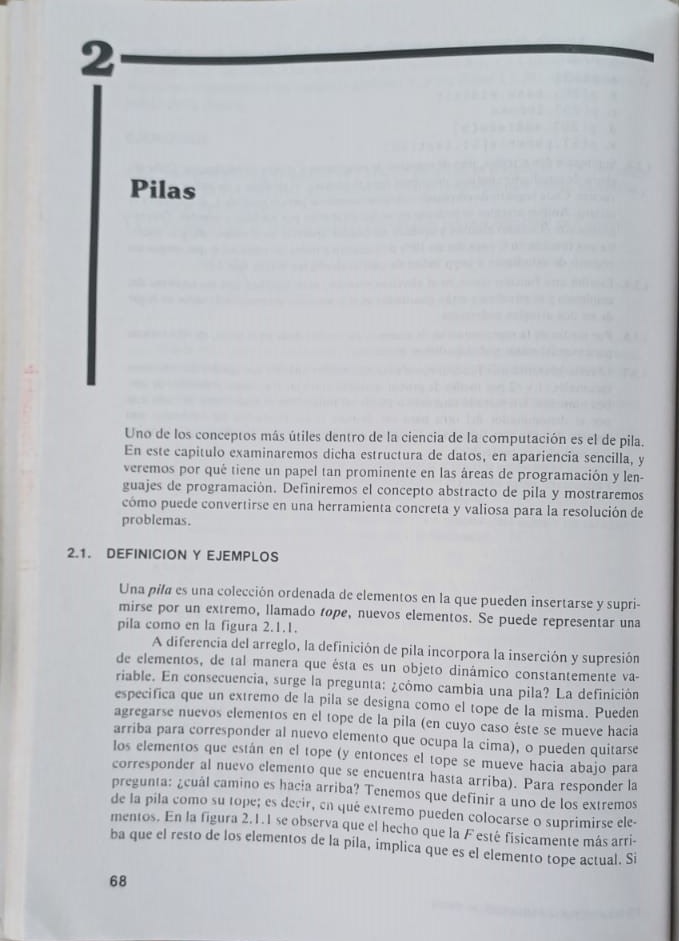 2
Pilas
Uno de los conceptos más útiles dentro de la ciencia de la computación es el de pila.
En este capítulo examinaremos dicha estructura de datos, en apariencia sencilla, y
veremos por qué tiene un papel tan prominente en las áreas de programación y len-
guajes de programación. Definiremos el concepto abstracto de pila y mostraremos
cómo puede convertirse en una herramienta concreta y valiosa para la resolución de
problemas.
2.1. DEFINICION Y EJEMPLOS
Una pila es una colección ordenada de elementos en la que pueden insertarse y supri-
mirse por un extremo, llamado tope, nuevos elementos. Se puede representar una
pila como en la figura 2.1.1.
A diferencia del arreglo, la definición de pila incorpora la inserción y supresión
de elementos, de tal manera que ésta es un objeto dinámico constantemente va-
riable. En consecuencia, surge la pregunta: ¿cómo cambia una pila? La definición
especifica que un extremo de la pila se designa como el tope de la misma. Pueden
agregarse nuevos elementos en el tope de la pila (en cuyo caso éste se mueve hacia
arriba para corresponder al nuevo elemento que ocupa la cima), o pueden quitarse
los elementos que están en el tope (y entonces el tope se mueve hacia abajo para
corresponder al nuevo elemento que se encuentra hasta arriba). Para responder la
pregunta: ¿cuál camino es hacia arriba? Tenemos que definir a uno de los extremos
de la pila como su tope; es decir, en qué extremo pueden colocarse o suprimirse ele-
mentos. En la figura 2.1.1 se observa que el hecho que la F esté físicamente más arri-
ba que el resto de los elementos de la pila, implica que es el elemento tope actual. Si
68